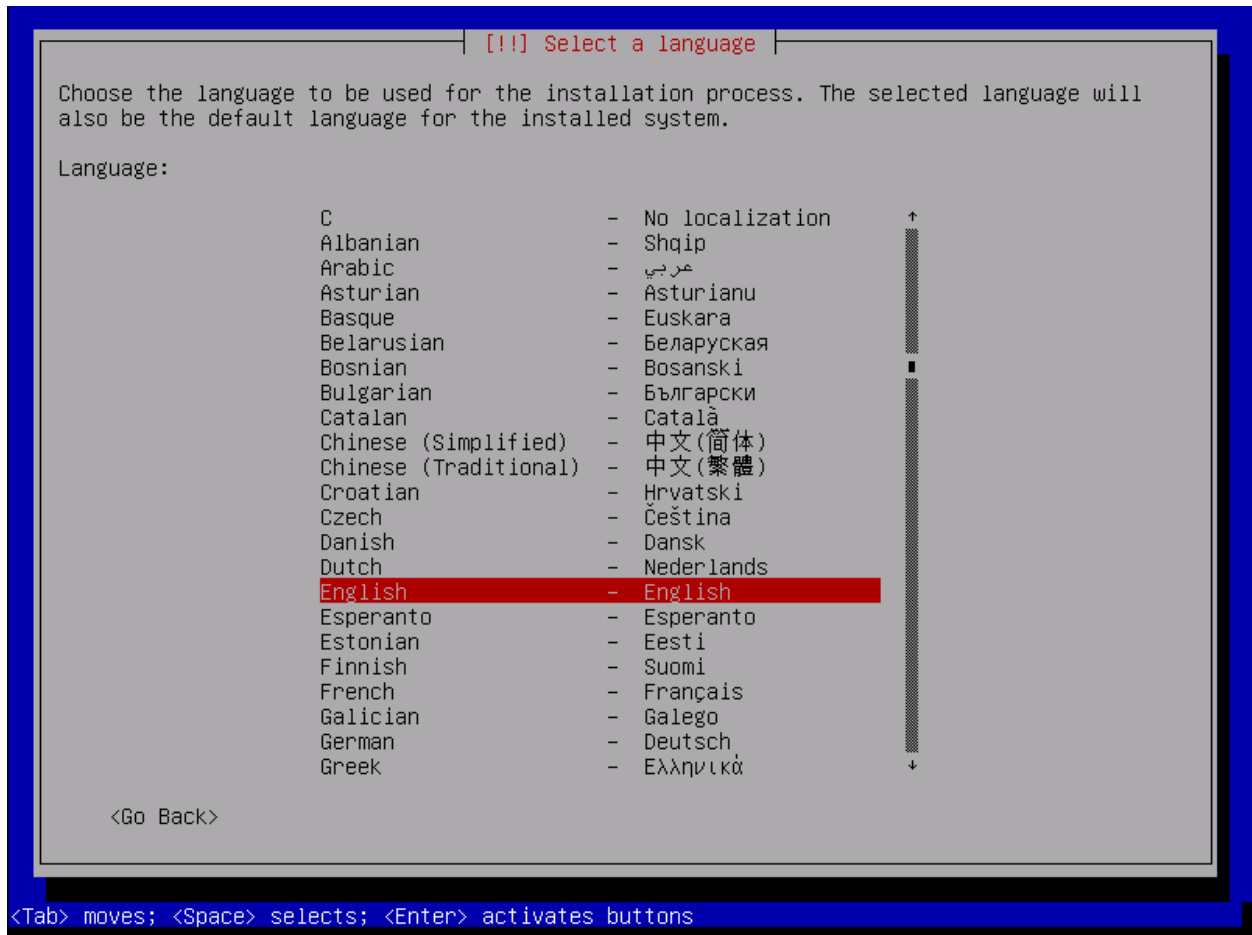 [!!] Select a language
Choose the language to be used for the installation process. The selected language will
also be the default language for the installed system.
Language:
C - No localization ↑
Albanian - Shqip
Arabic - عربي
Asturian - Asturianu
Basque - Euskara
Belarusian - Беларуская
Bosnian - Bosanski
Bulgarian - Български
Catalan - Català
Chinese (Simplified) - 中文(简体)
Chinese (Traditional) - 中文(繁體)
Croatian - Hrvatski
Czech - Čeština
Danish - Dansk
Dutch - Nederlands
English - English
Esperanto - Esperanto
Estonian - Eesti
Finnish - Suomi
French - Français
Galician - Galego
German - Deutsch
Greek - Ελληνικά ↓
<Go Back>
<Tab> moves; <Space> selects; <Enter> activates buttons